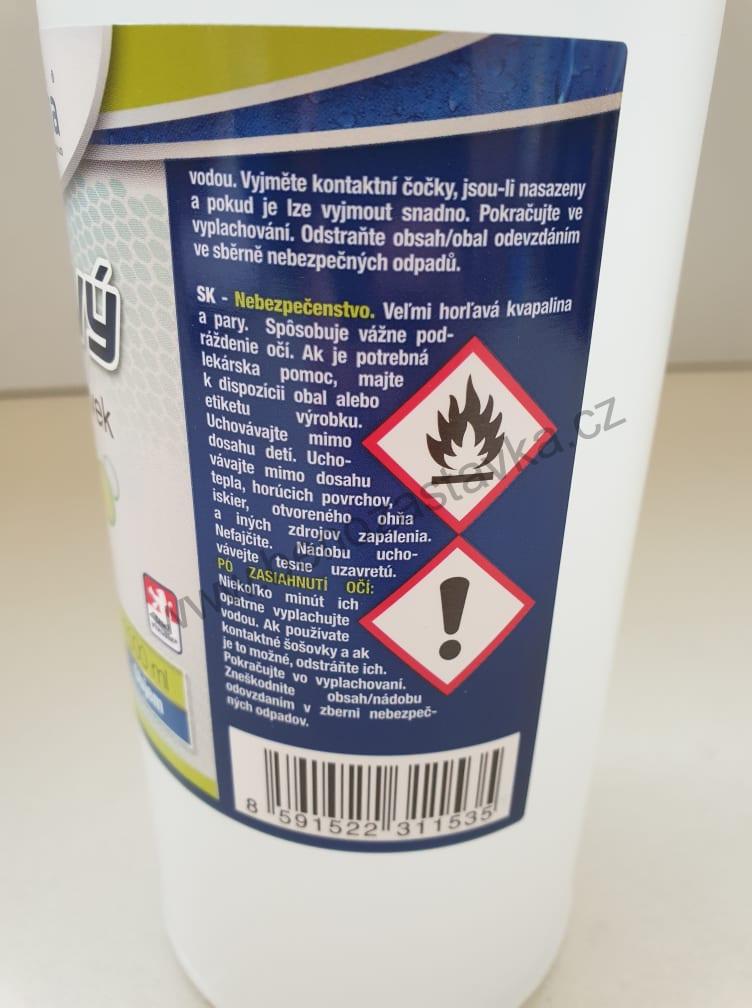 vodou. Vyjměte kontaktní čočky, jsou-li nasazeny
a pokud je lze vyjmout snadno. Pokračujte ve
vyplachování. Odstraňte obsah/obal odevzdáním
ve sběrně nebezpečných odpadů.
SK - Nebezpečenstvo. Veľmi horľavá kvapalina
a pary. Spôsobuje vážne pod-
ráždenie očí. Ak je potrebná
lekárska pomoc, majte
k dispozícii obal alebo
etiketu výrobku.
Uchovávajte mimo
dosahu detí. Ucho-
vávajte mimo dosahu
tepla, horúcich povrchov,
iskier, otvoreného ohňa
a iných zdrojov zapálenia.
Nefajčite. Nádobu ucho-
vávejte tesne uzavretú.
PO ZASIAHNUTÍ OČÍ:
Niekoľko minút ich
opatrne vyplachujte
vodou. Ak používate
kontaktné šošovky a ak
je to možné, odstráňte ich.
Pokračujte vo vyplachovaní.
Zneškodnite obsah/nádobu
odovzdaním v zberni nebezpeč-
ných odpadov.
8 591522 311535
vý
ml